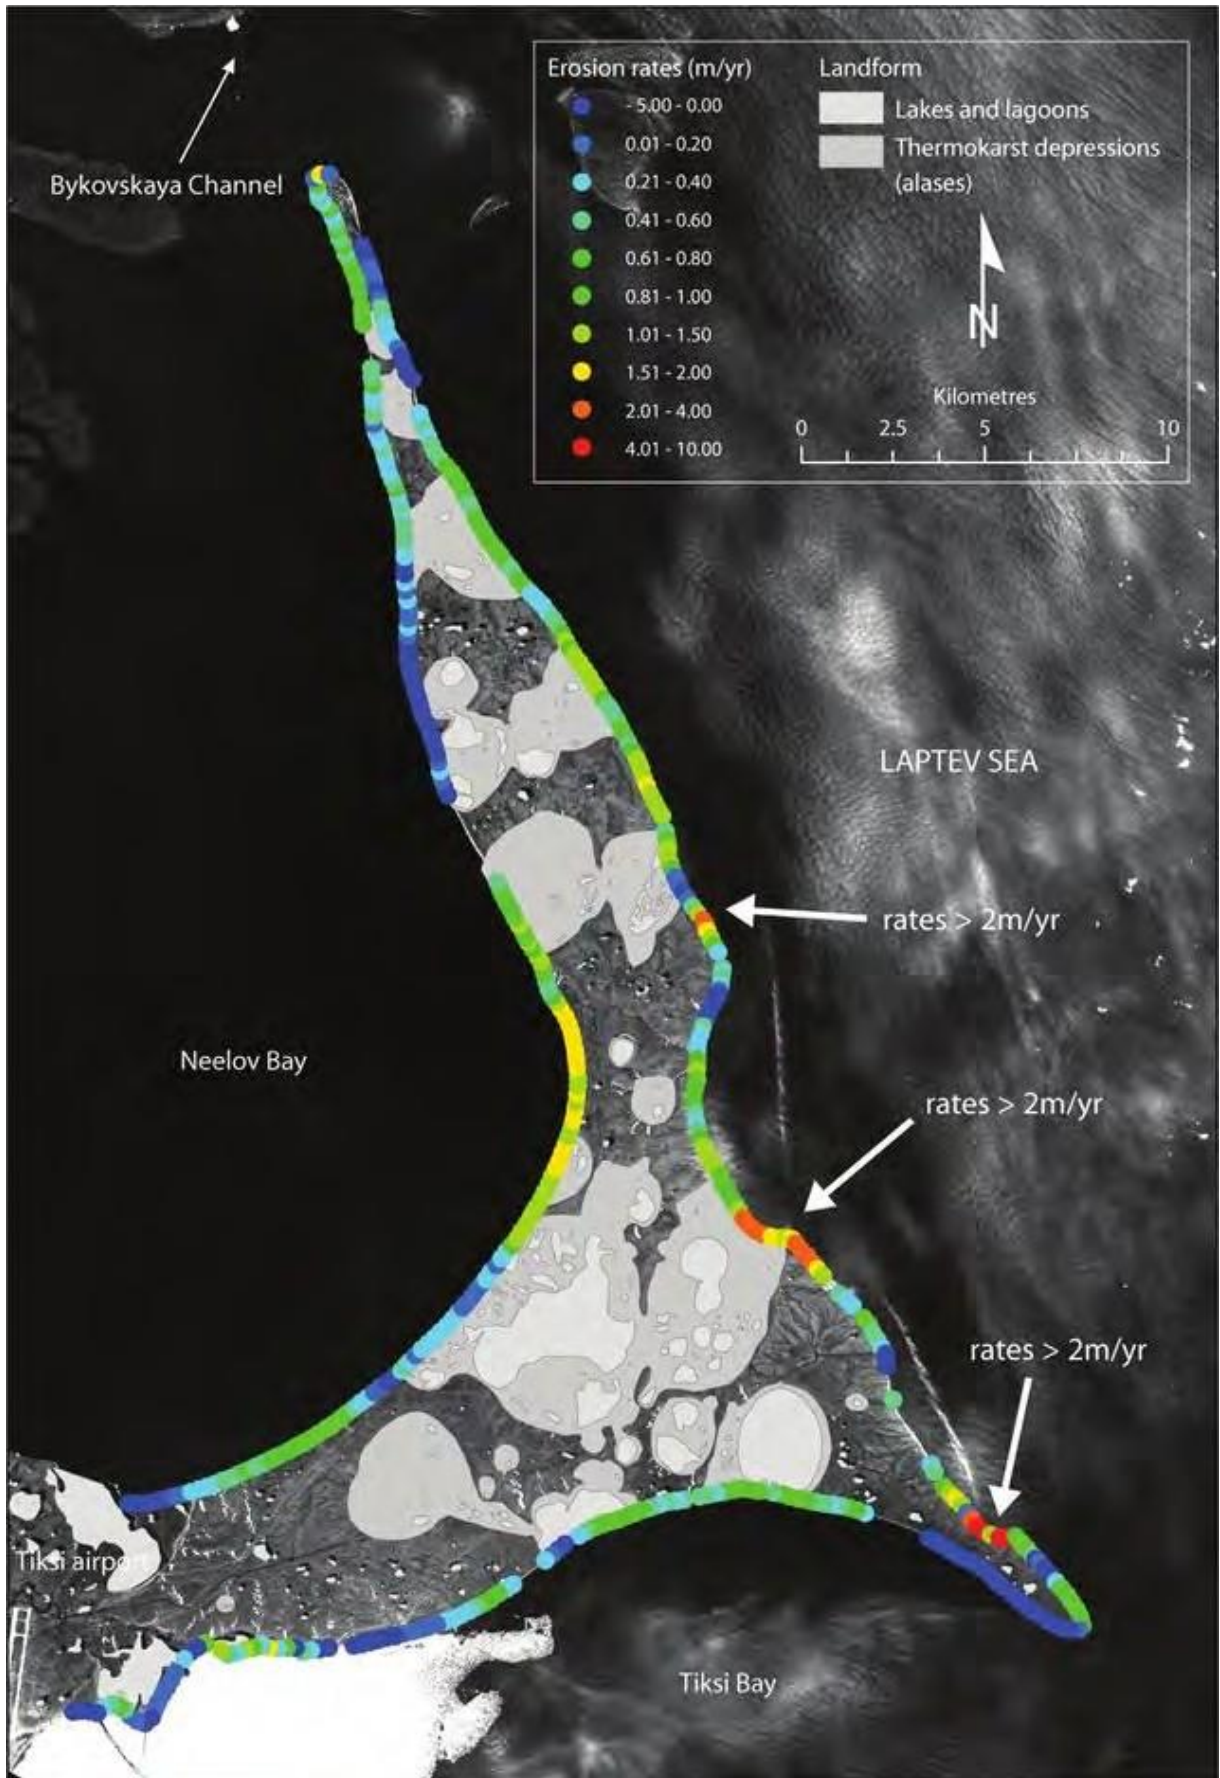 Erosion rates (m/yr)
- 5.00 - 0.00
0.01 - 0.20
0.21 - 0.40
0.41 - 0.60
0.61 - 0.80
0.81 - 1.00
1.01 - 1.50
1.51 - 2.00
2.01 - 4.00
4.01 - 10.00
Landform
Lakes and lagoons
Thermokarst depressions
(alases)
N
Kilometres
0 2.5 5 10
Bykovskaya Channel
LAPTEV SEA
rates > 2m/yr
Neelov Bay
rates > 2m/yr
rates > 2m/yr
Tiksi airport
Tiksi Bay